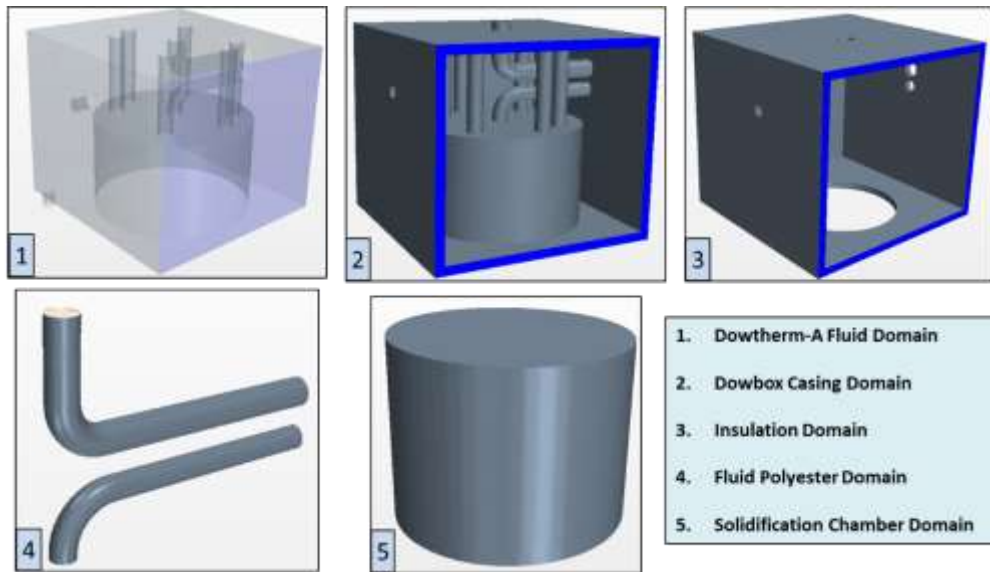 1
2
3
4
5
1. Dowtherm-A Fluid Domain
2. Dowbox Casing Domain
3. Insulation Domain
4. Fluid Polyester Domain
5. Solidification Chamber Domain